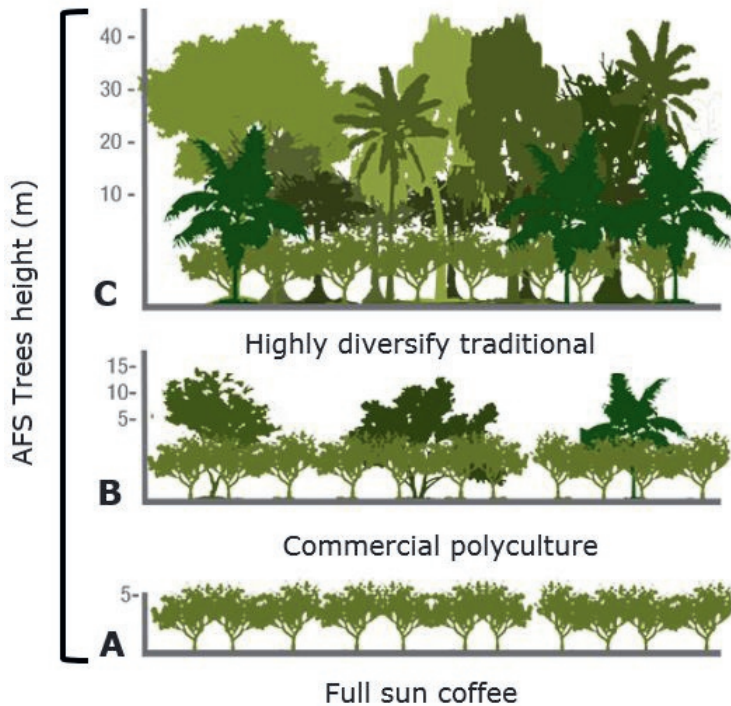 AFS Trees height (m)
40-
30-
20-
10-
C
Highly diversify traditional
15-
10-
5-
B
Commercial polyculture
5-
A
Full sun coffee